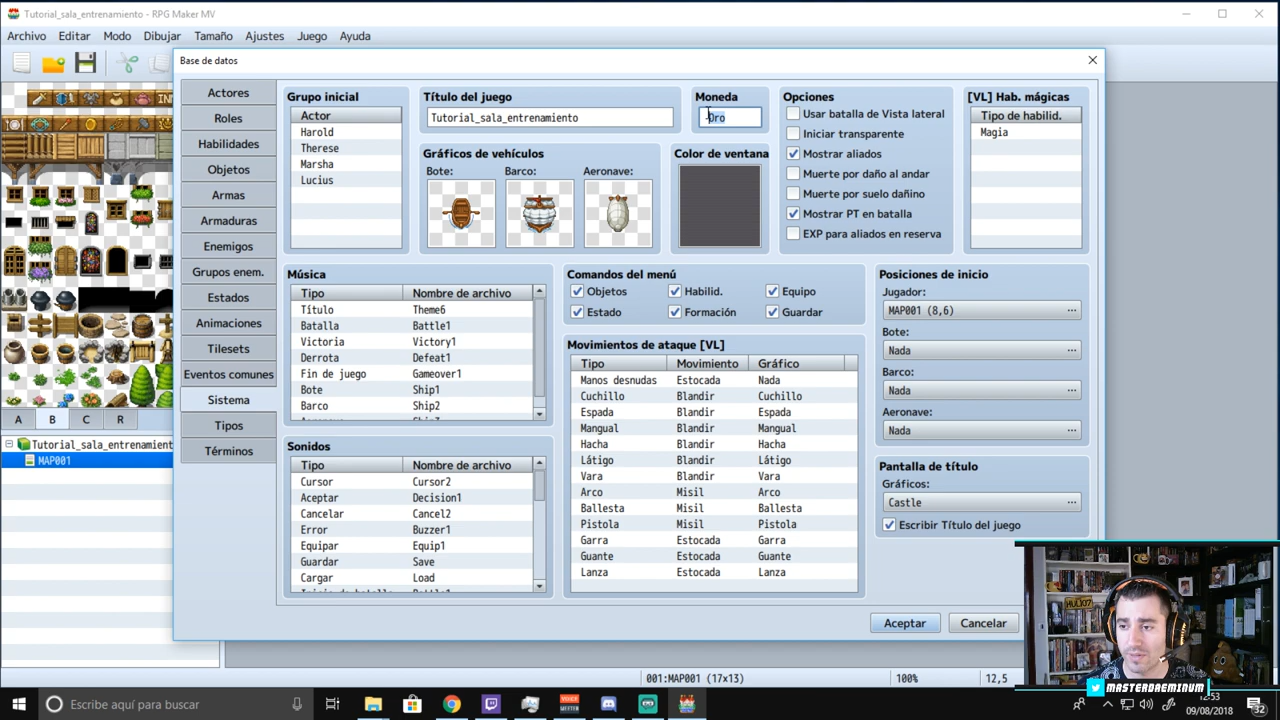 Tutorial_sala_entrenamiento - RPG Maker MV
Archivo Editar Modo Dibujar Tamaño Ajustes Juego Ayuda
Base de datos
Actores
Roles
Habilidades
Objetos
Armas
Armaduras
Enemigos
Grupos enem.
Estados
Animaciones
Tilesets
Eventos comunes
Sistema
Tipos
Términos
Grupo inicial
Actor
Harold
Therese
Marsha
Lucius
Título del juego
Tutorial_sala_entrenamiento
Moneda
Oro
Gráficos de vehículos
Bote: Barco: Aeronave:
Color de ventana
Opciones
Usar batalla de Vista lateral
Iniciar transparente
Mostrar aliados
Muerte por daño al andar
Muerte por suelo dañino
Mostrar PT en batalla
EXP para aliados en reserva
[VL] Hab. mágicas
Tipo de habilid.
Magia
Música
Tipo Nombre de archivo
Título Theme6
Batalla Battle1
Victoria Victory1
Derrota Defeat1
Fin de juego Gameover1
Bote Ship1
Barco Ship2
Sonidos
Tipo Nombre de archivo
Cursor Cursor2
Aceptar Decision1
Cancelar Cancel2
Error Buzzer1
Equipar Equip1
Guardar Save
Cargar Load
Comandos del menú
Objetos Habilid. Equipo
Estado Formación Guardar
Movimientos de ataque [VL]
Tipo Movimiento Gráfico
Manos desnudas Estocada Nada
Cuchillo Blandir Cuchillo
Espada Blandir Espada
Mangual Blandir Mangual
Hacha Blandir Hacha
Látigo Blandir Látigo
Vara Blandir Vara
Arco Misil Arco
Ballesta Misil Ballesta
Pistola Misil Pistola
Garra Estocada Garra
Guante Estocada Guante
Lanza Estocada Lanza
Posiciones de inicio
Jugador:
MAP001 (8,6) ...
Bote:
Nada ...
Barco:
Nada ...
Aeronave:
Nada ...
Pantalla de título
Gráficos:
Castle ...
Escribir Título del juego
Aceptar Cancelar
A B C R
Tutorial_sala_entrenamient
MAP001
001:MAP001 (17x13) 100% 12,5
MASTERDAEMINUM
Escribe aquí para buscar
12:53
09/08/2018
32